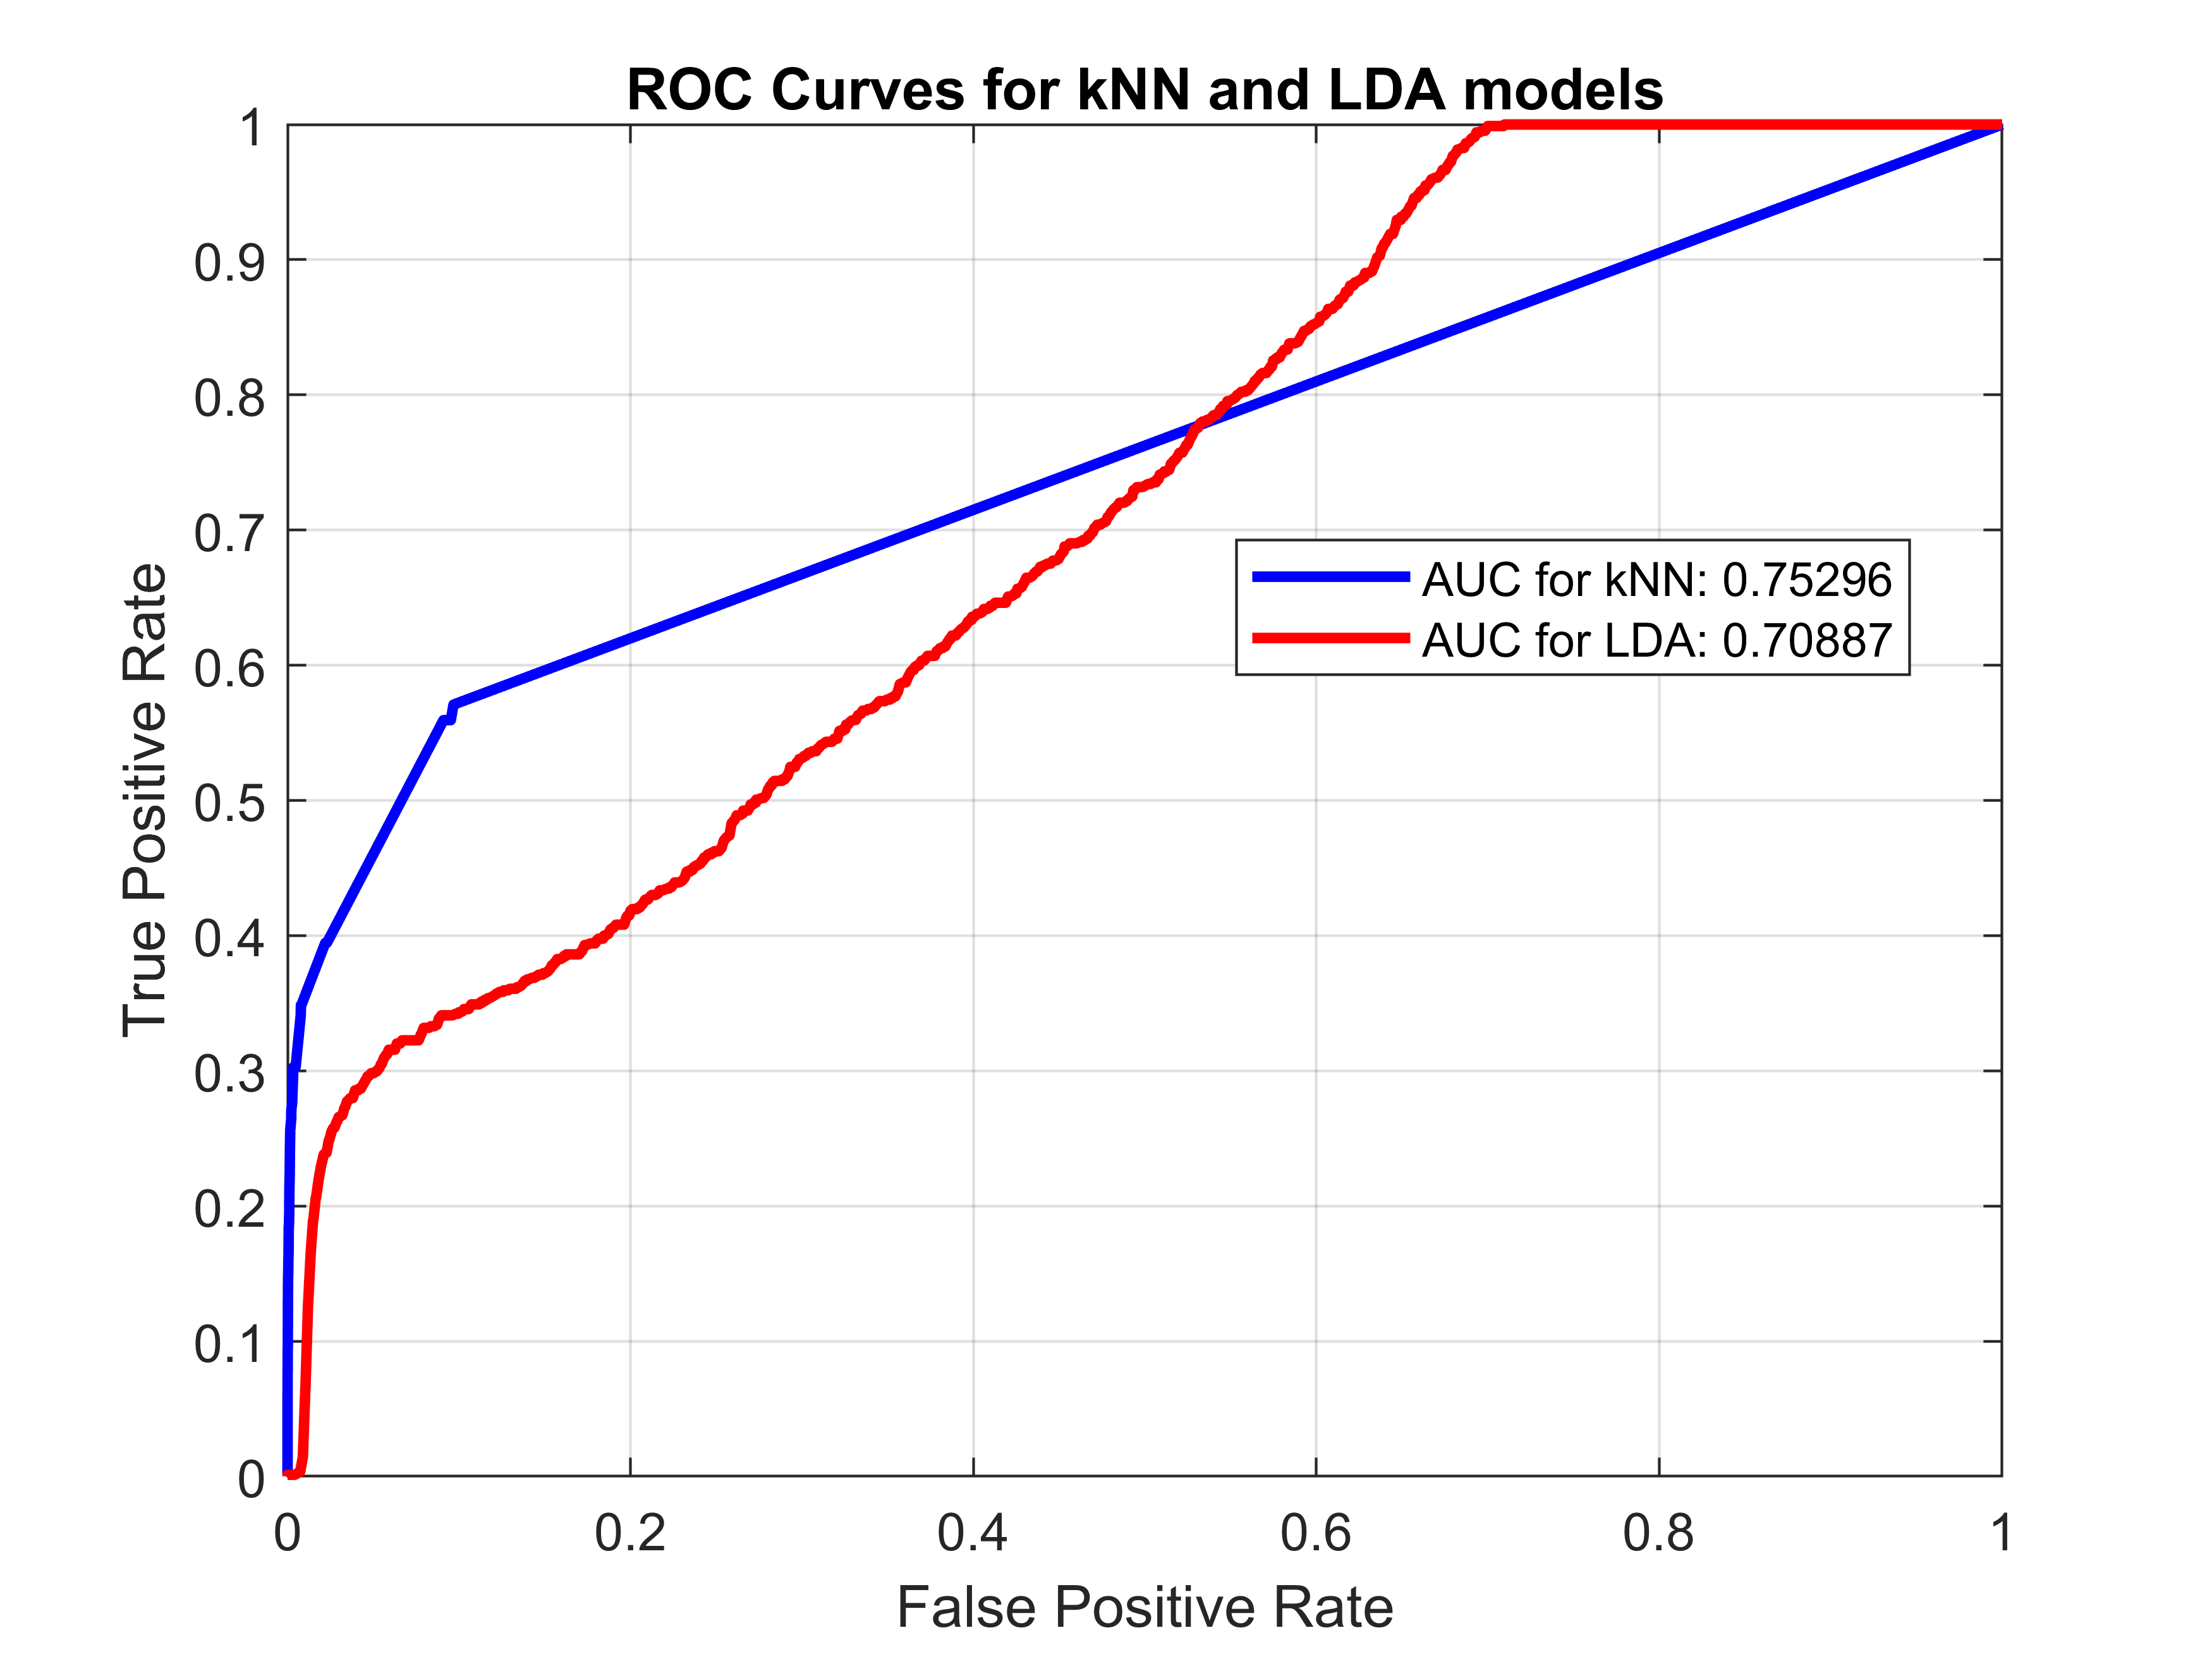 ROC Curves for kNN and LDA models
1
0.9
0.8
0.7
0.6
0.5
0.4
0.3
0.2
0.1
0
True Positive Rate
AUC for kNN: 0.75296
AUC for LDA: 0.70887
0 0.2 0.4 0.6 0.8 1
False Positive Rate